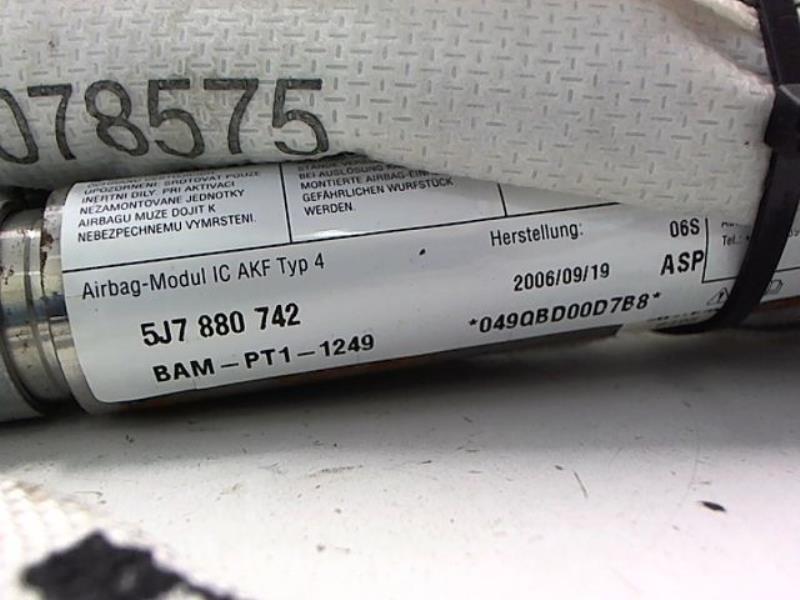 078575
UPOZORNENI: SROTOVAT POUZE
INERTNI DILY. PRI AKTIVACI
NEZAMONTOVANE JEDNOTKY
AIRBAGU MUZE DOJIT K
NEBEZPECNEMU VYMRSTENI.
BEI AUSLÖSUNG
MONTIERTE AIRBAG-EIN
GEFÄHRLICHEN WURFSTÜCK
WERDEN.
Airbag-Modul IC AKF Typ 4
Herstellung:
06S
5J7 880 742
2006/09/19
ASP
BAM-PT1-1249
*049QBD00D7B8*
Tel.: